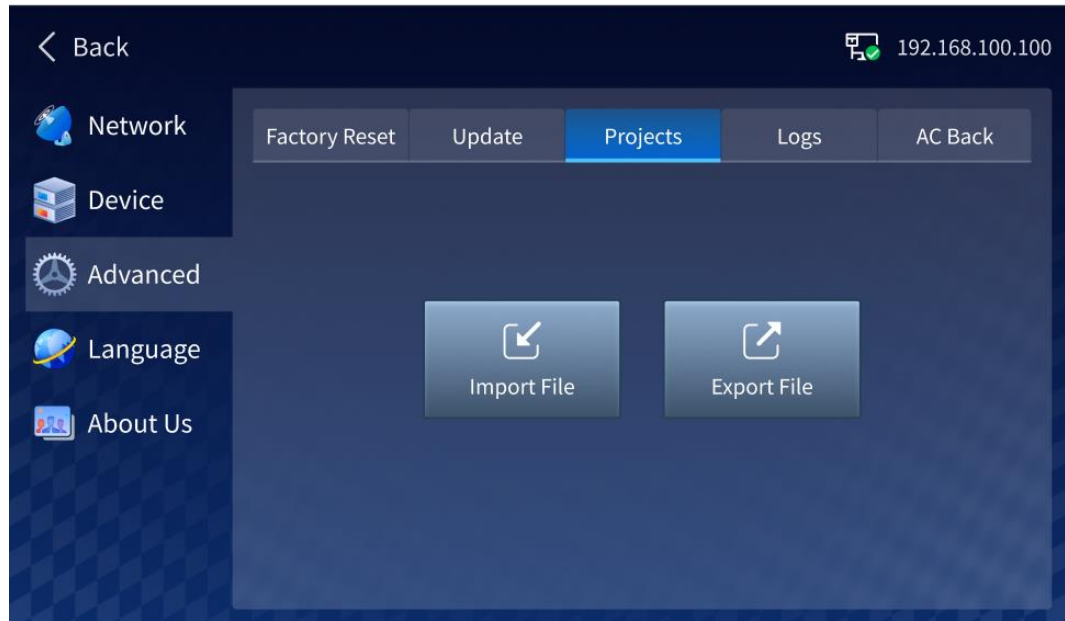 Back
192.168.100.100
Network
Device
Advanced
Language
About Us
Factory Reset
Update
Projects
Logs
AC Back
Import File
Export File